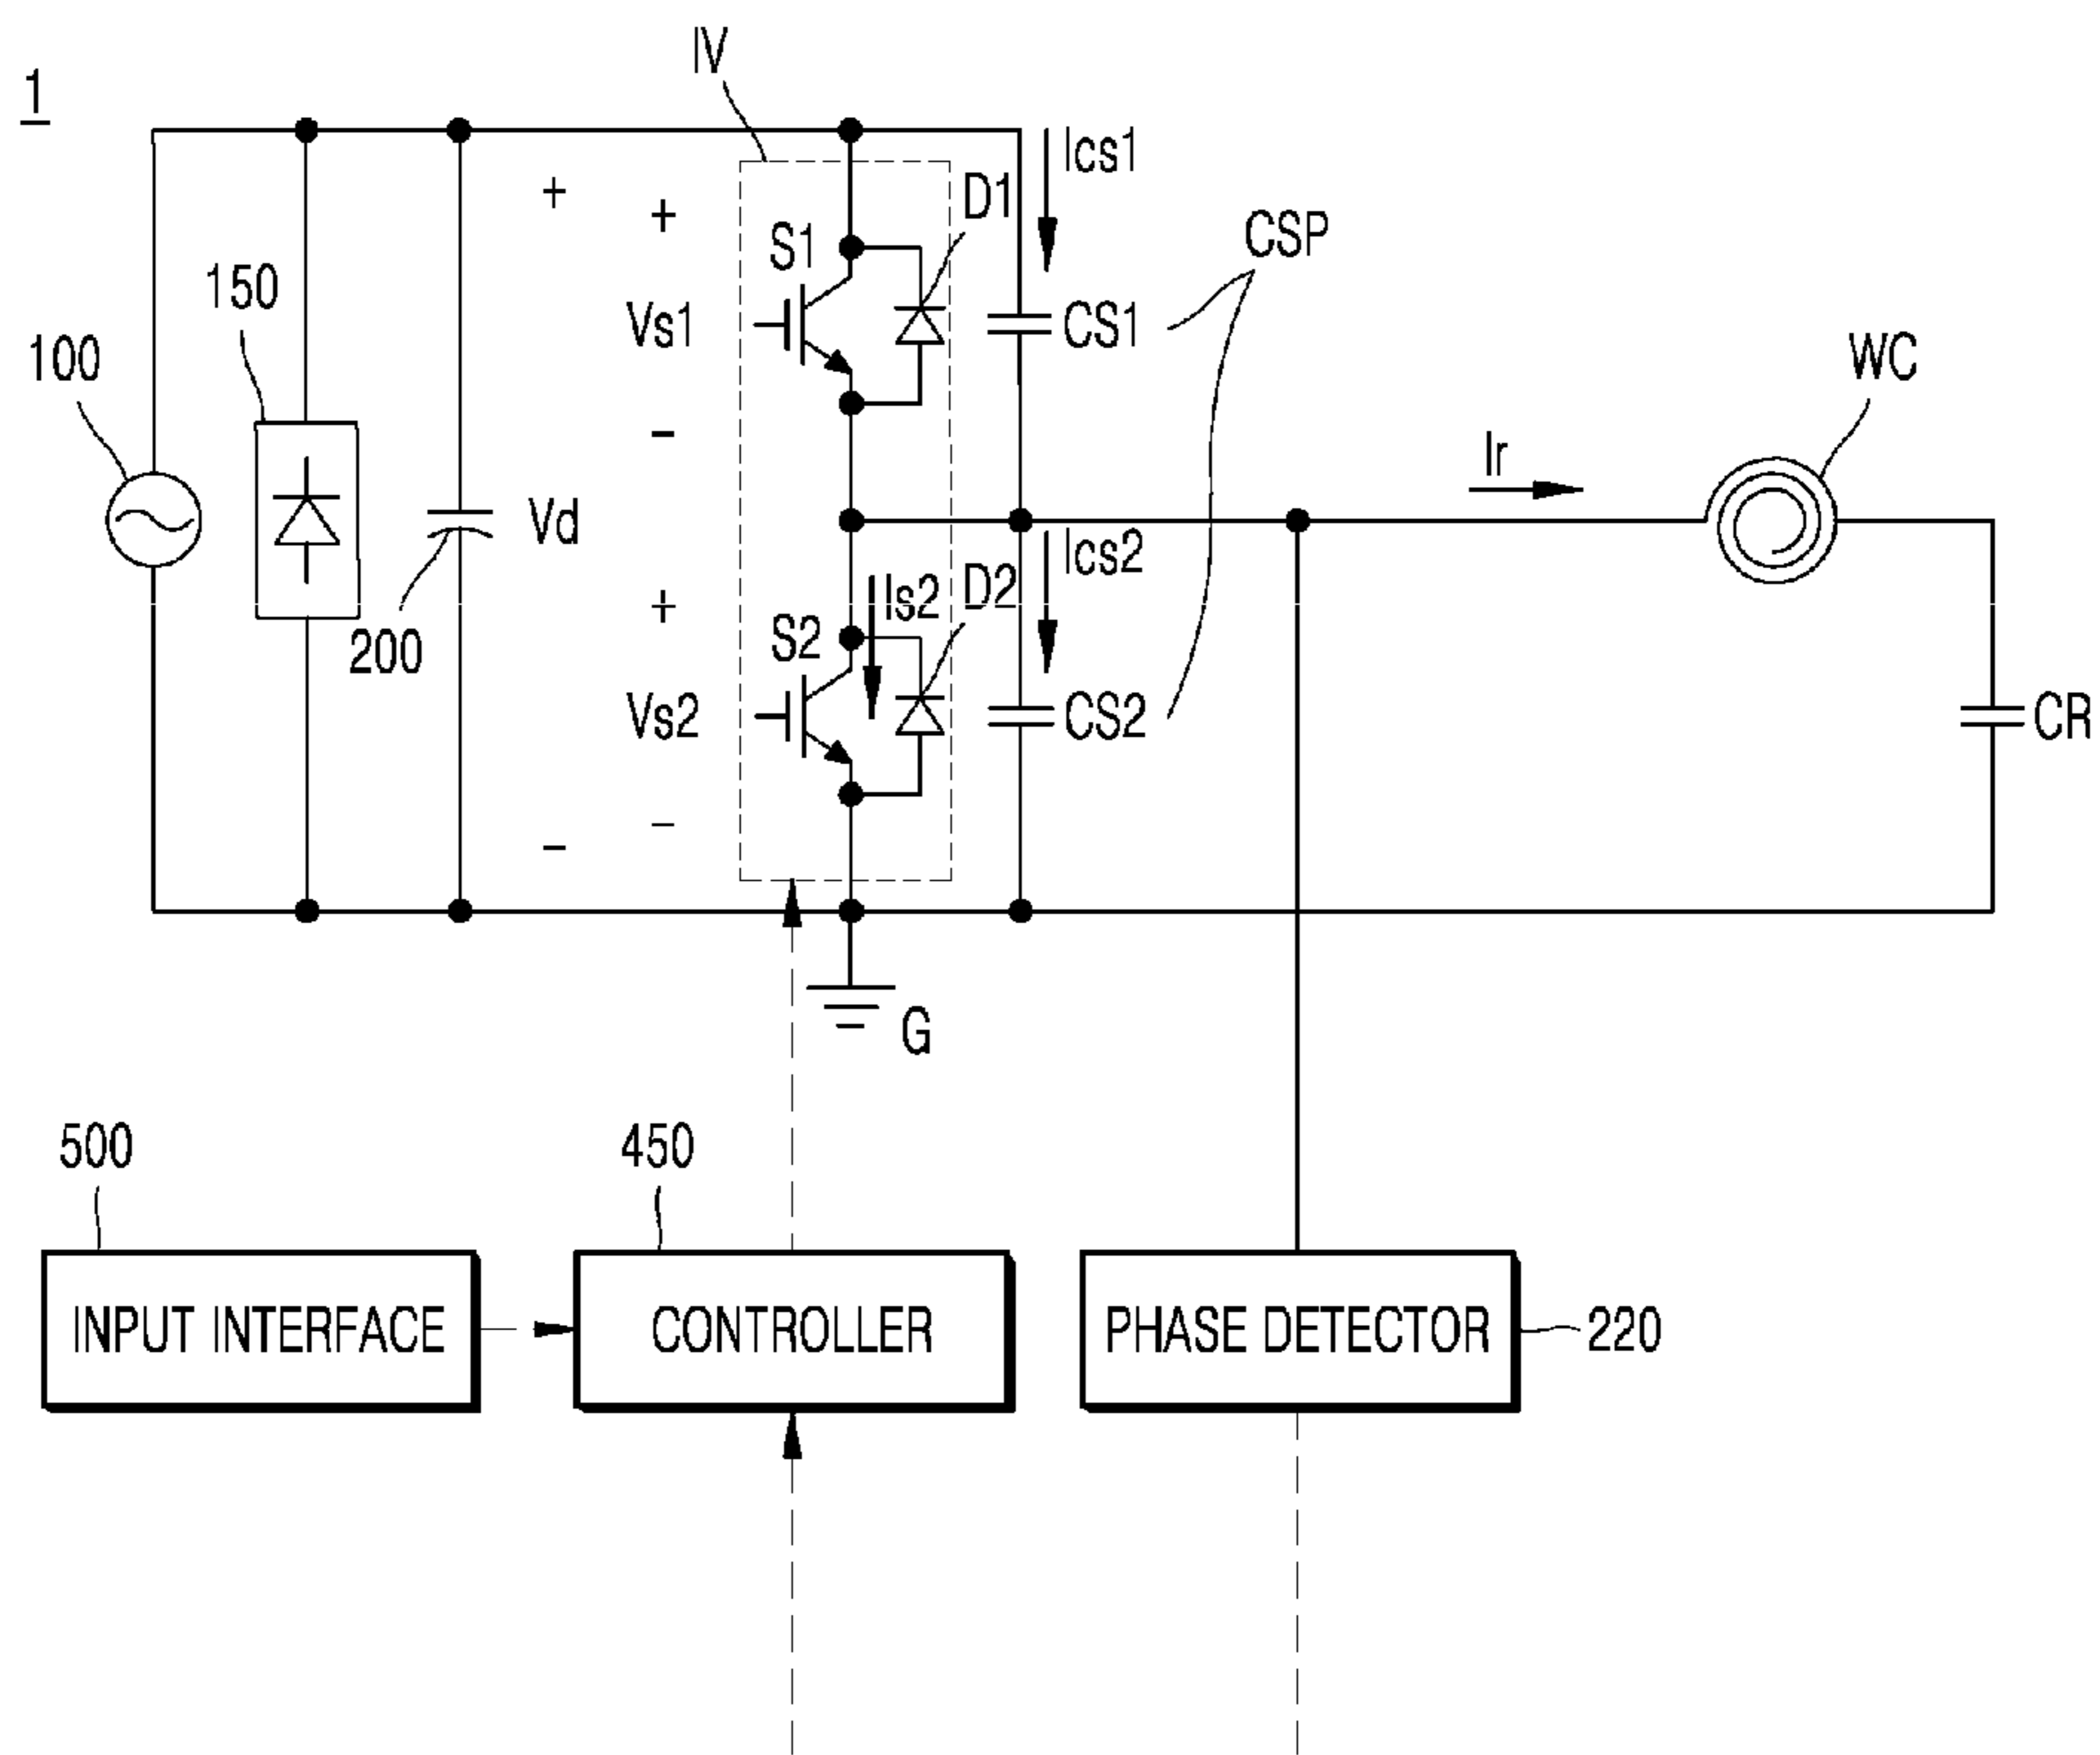 1
IV
Ics1
D1
CSP
S1
150
Vs1
CS1
100
WC
Ir
Vd
Ics2
Is2
D2
S2
200
Vs2
CS2
CR
G
500
450
INPUT INTERFACE
CONTROLLER
PHASE DETECTOR
220